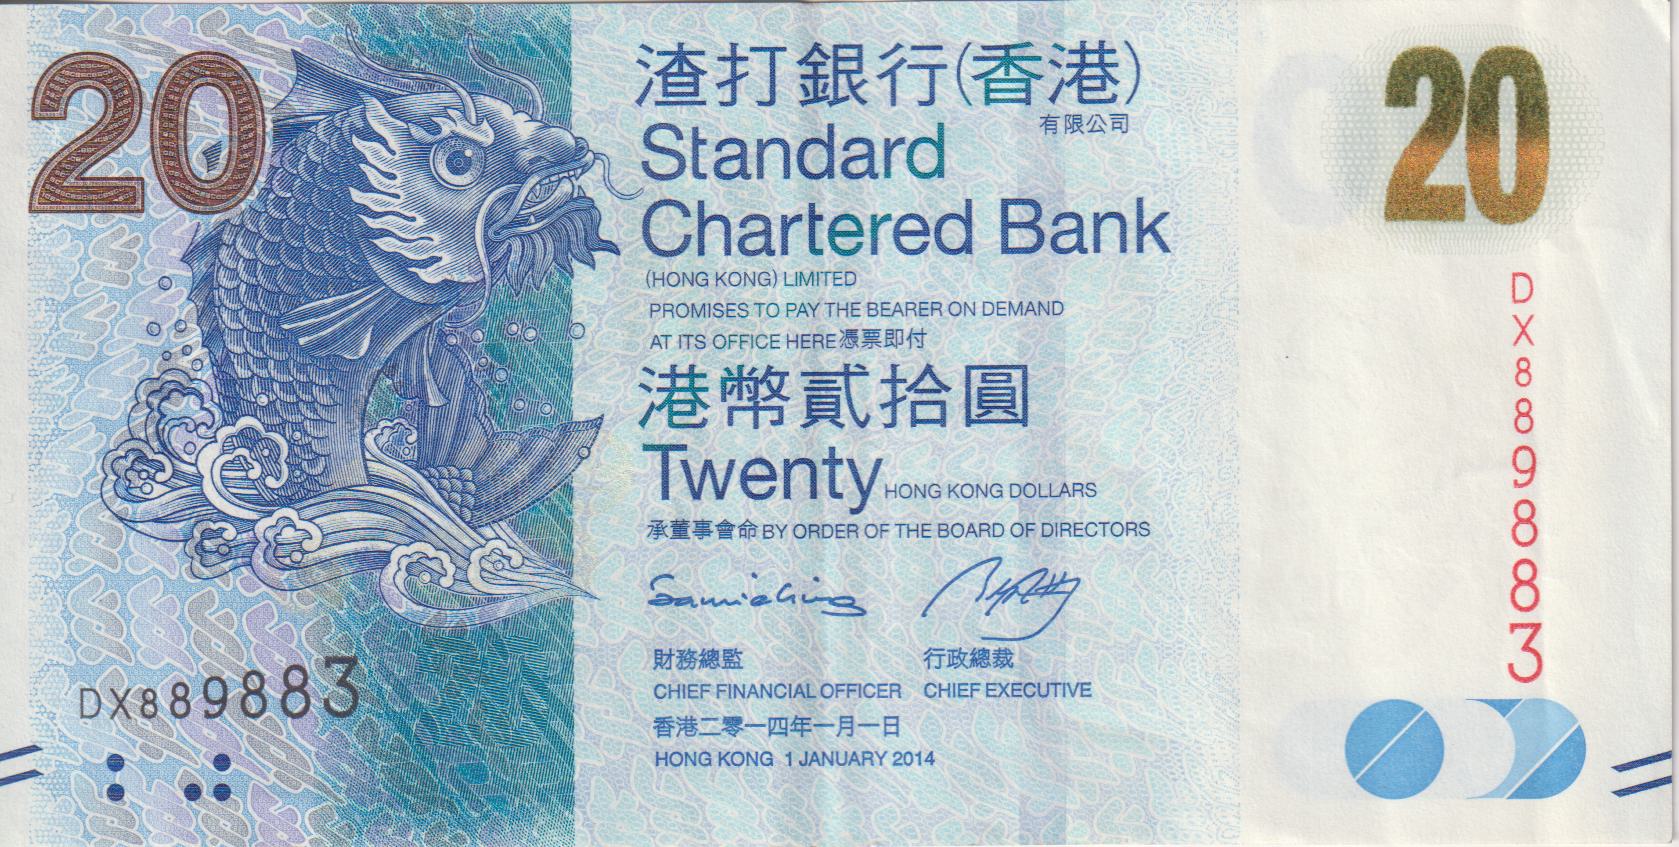 20
渣打銀行(香港)
有限公司
Standard
Chartered Bank
(HONG KONG) LIMITED
PROMISES TO PAY THE BEARER ON DEMAND
AT ITS OFFICE HERE 憑票即付
港幣貳拾圓
Twenty HONG KONG DOLLARS
承董事會命 BY ORDER OF THE BOARD OF DIRECTORS
財務總監 行政總裁
CHIEF FINANCIAL OFFICER CHIEF EXECUTIVE
香港二零一四年一月一日
HONG KONG 1 JANUARY 2014
DX889883
20
DX889883